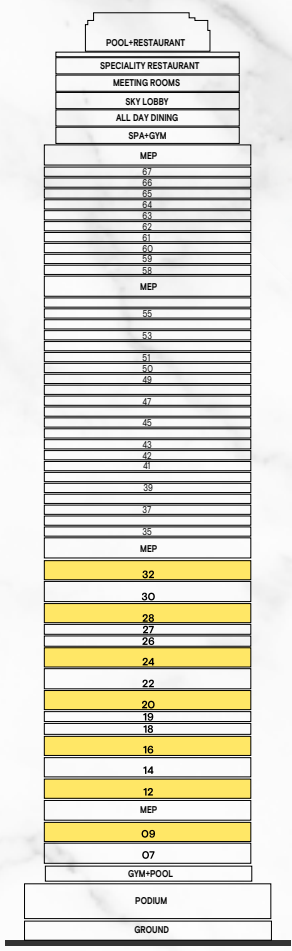 POOL+RESTAURANT
SPECIALITY RESTAURANT
MEETING ROOMS
SKY LOBBY
ALL DAY DINING
SPA+GYM
MEP
67
66
65
64
63
62
61
60
59
58
MEP
55
53
51
50
49
47
45
43
42
41
39
37
35
MEP
32
30
28
27
26
24
22
20
19
18
16
14
12
MEP
09
07
GYM+POOL
PODIUM
GROUND